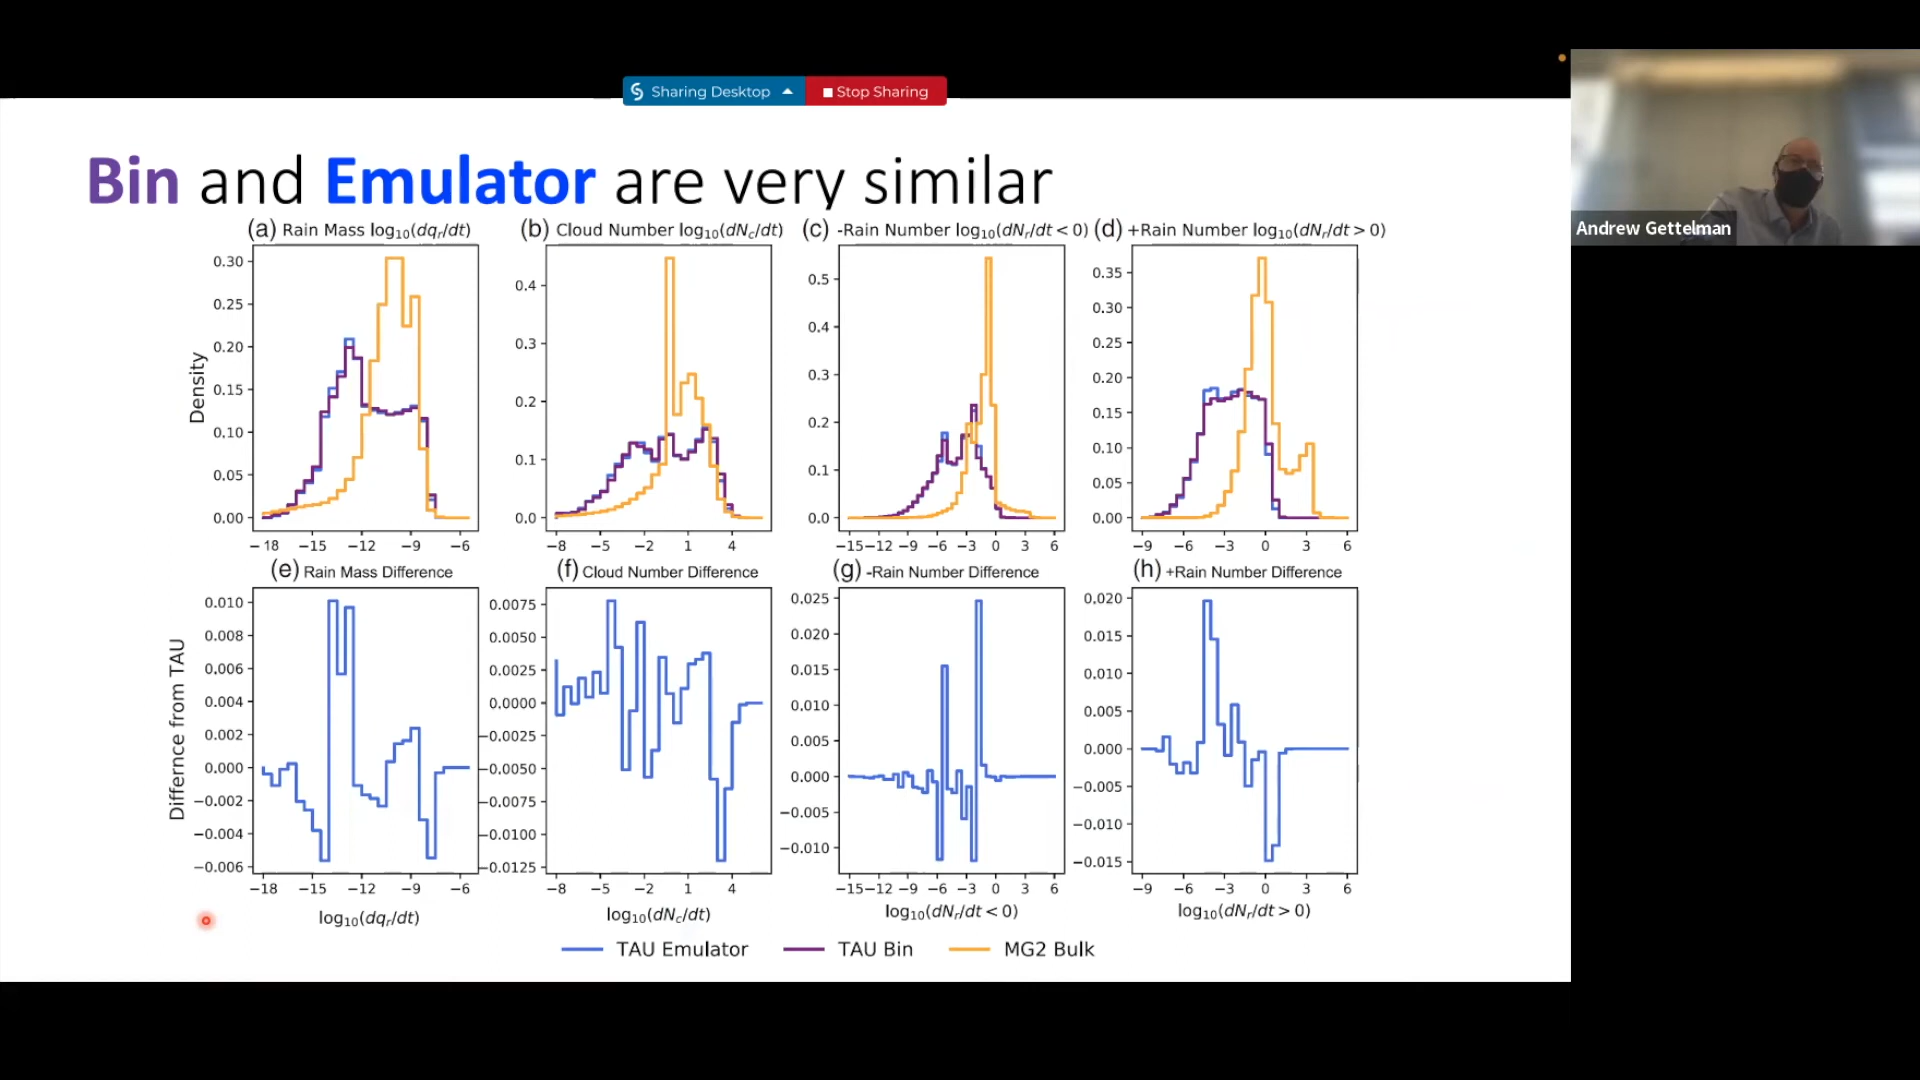 Sharing Desktop
Stop Sharing
Andrew Gettelman
Bin and Emulator are very similar
(a) Rain Mass log₁₀(dqᵣ/dt)
(b) Cloud Number log₁₀(dN_c/dt)
(c) -Rain Number log₁₀(dNᵣ/dt < 0)
(d) +Rain Number log₁₀(dNᵣ/dt > 0)
Density
0.30
0.25
0.20
0.15
0.10
0.05
0.00
−18 −15 −12 −9 −6
0.4
0.3
0.2
0.1
0.0
−8 −5 −2 1 4
0.5
0.4
0.3
0.2
0.1
0.0
−15 −12 −9 −6 −3 0 3 6
0.35
0.30
0.25
0.20
0.15
0.10
0.05
0.00
−9 −6 −3 0 3 6
(e) Rain Mass Difference
(f) Cloud Number Difference
(g) -Rain Number Difference
(h) +Rain Number Difference
Differnce from TAU
0.010
0.008
0.006
0.004
0.002
0.000
−0.002
−0.004
−0.006
−18 −15 −12 −9 −6
log₁₀(dqᵣ/dt)
0.0075
0.0050
0.0025
0.0000
−0.0025
−0.0050
−0.0075
−0.0100
−0.0125
−8 −5 −2 1 4
log₁₀(dN_c/dt)
0.025
0.020
0.015
0.010
0.005
0.000
−0.005
−0.010
−15 −12 −9 −6 −3 0 3 6
log₁₀(dNᵣ/dt < 0)
0.020
0.015
0.010
0.005
0.000
−0.005
−0.010
−0.015
−9 −6 −3 0 3 6
log₁₀(dNᵣ/dt > 0)
TAU Emulator
TAU Bin
MG2 Bulk